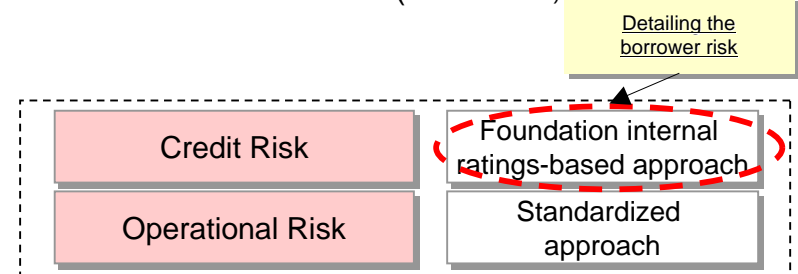 Detailing the
borrower risk
Credit Risk
Foundation internal
ratings-based approach
Operational Risk
Standardized
approach